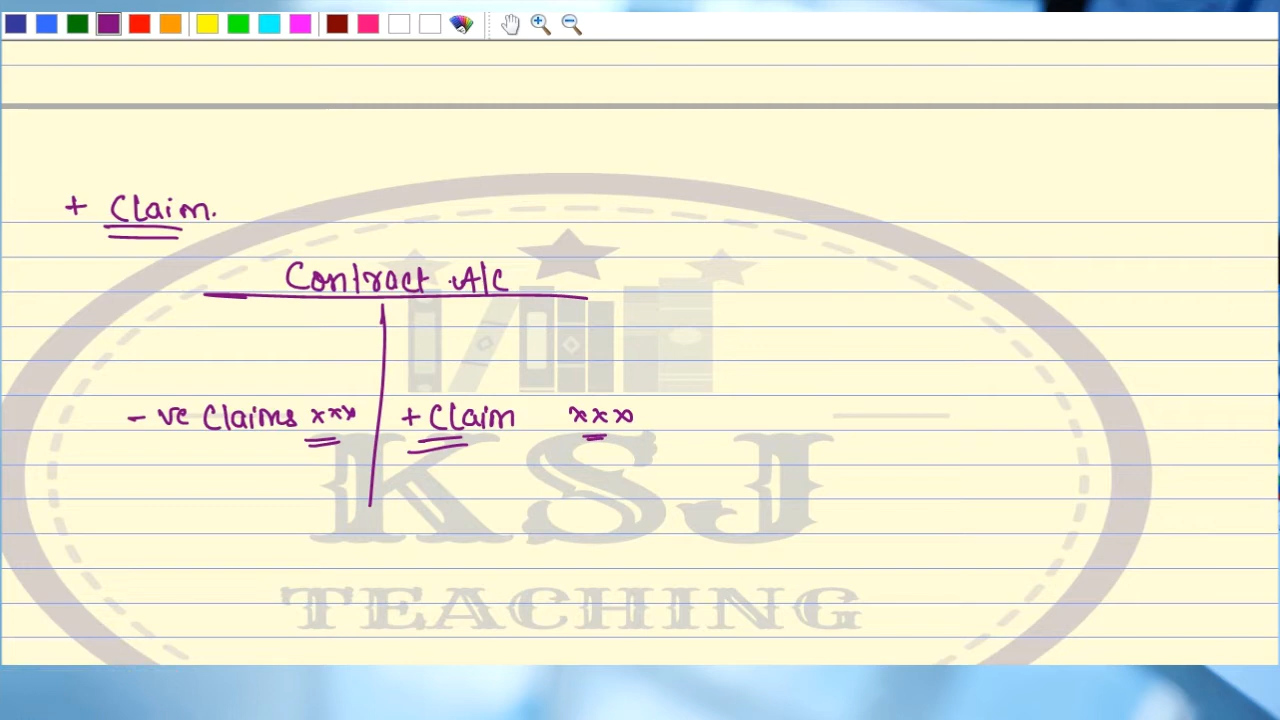 + Claim.
Contract A/c
- ve Claims xxx + Claim xxx
KSJ
TEACHING